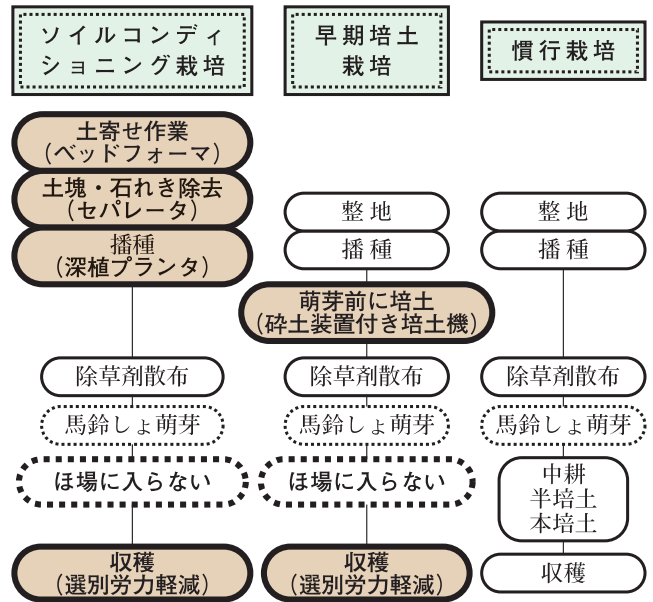 ソイルコンディ
ショニング栽培
土寄せ作業
（ベッドフォーマ）
土塊・石れき除去
（セパレータ）
播種
（深植プランタ）
除草剤散布
馬鈴しょ萌芽
ほ場に入らない
収穫
（選別労力軽減）
早期培土
栽培
整地
播種
萌芽前に培土
（砕土装置付き培土機）
除草剤散布
馬鈴しょ萌芽
ほ場に入らない
収穫
（選別労力軽減）
慣行栽培
整地
播種
除草剤散布
馬鈴しょ萌芽
中耕
半培土
本培土
収穫